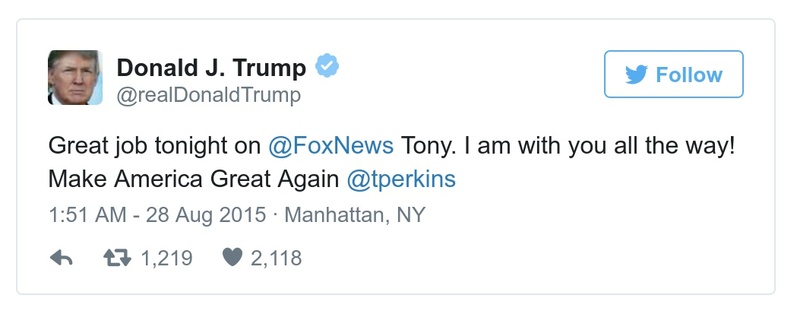 Donald J. Trump
@realDonaldTrump
Follow
Great job tonight on @FoxNews Tony. I am with you all the way!
Make America Great Again @tperkins
1:51 AM - 28 Aug 2015 · Manhattan, NY
1,219 2,118